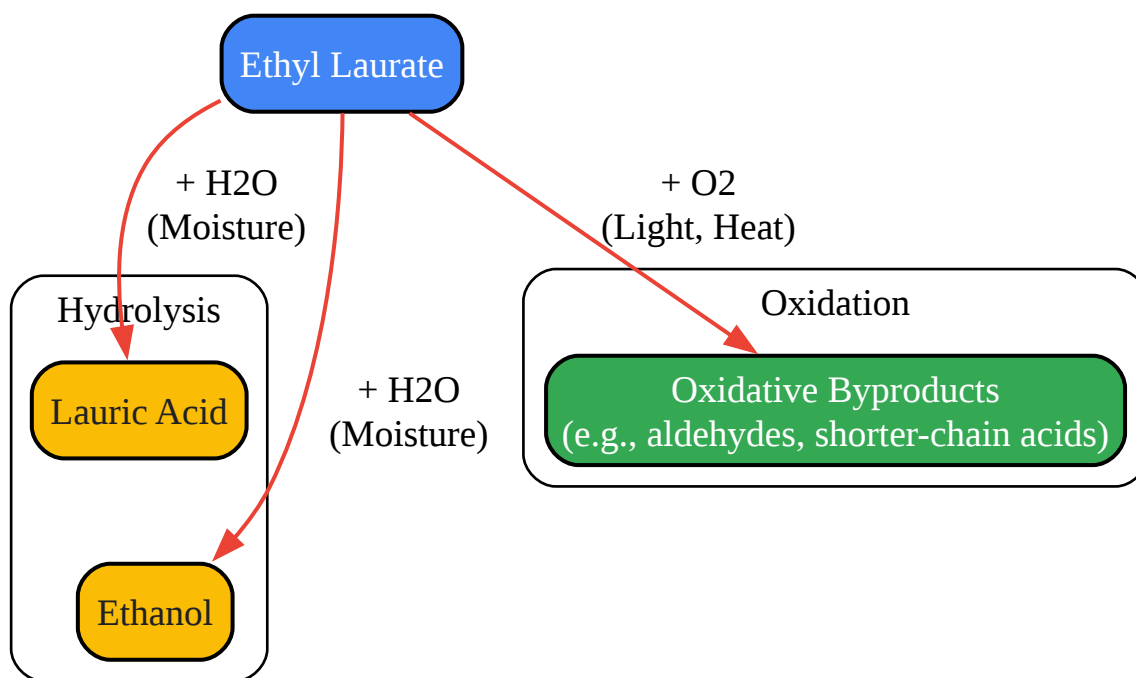 Ethyl Laurate
+ H2O
(Moisture)
+ O2
(Light, Heat)
Hydrolysis
Lauric Acid
+ H2O
(Moisture)
Ethanol
Oxidation
Oxidative Byproducts
(e.g., aldehydes, shorter-chain acids)